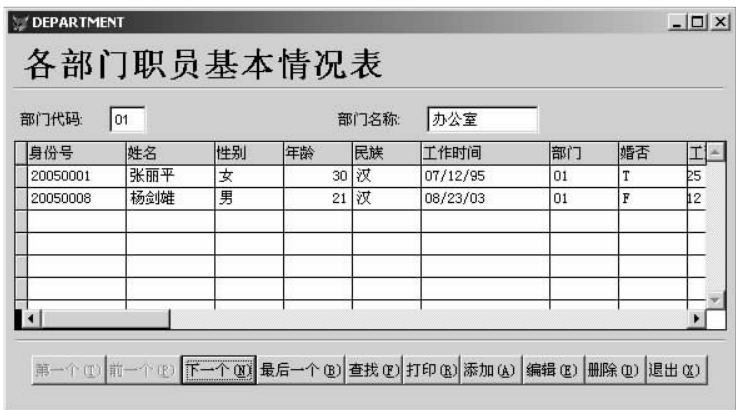 DEPARTMENT
各部门职员基本情况表
部门代码: 01 部门名称: 办公室
身份号 姓名 性别 年龄 民族 工作时间 部门 婚否
20050001 张丽平 女 30 汉 07/12/95 01 T 25
20050008 杨剑雄 男 21 汉 08/23/03 01 F 12
第一个(T) 前一个(P) 下一个(N) 最后一个(B) 查找(F) 打印(R) 添加(A) 编辑(E) 删除(D) 退出(X)